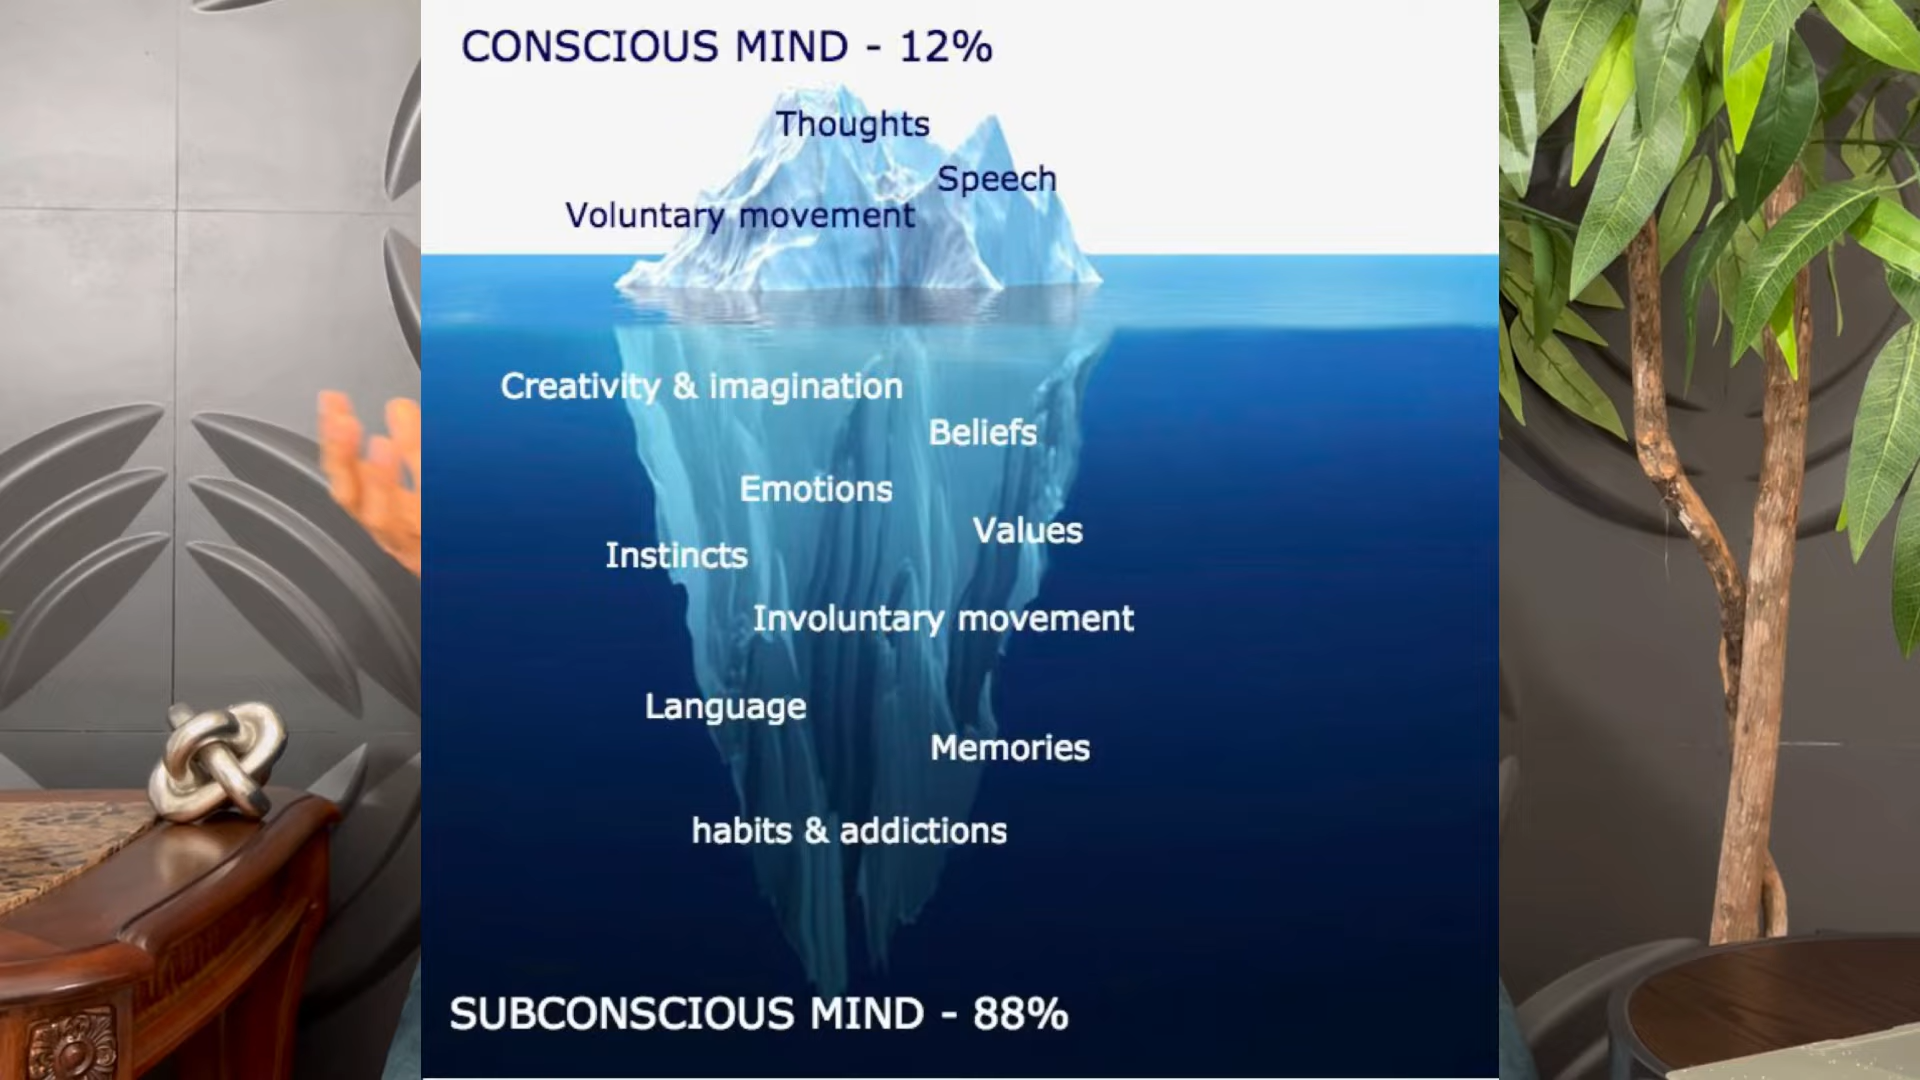 CONSCIOUS MIND - 12%
Thoughts
Speech
Voluntary movement
Creativity & imagination
Beliefs
Emotions
Values
Instincts
Involuntary movement
Language
Memories
habits & addictions
SUBCONSCIOUS MIND - 88%